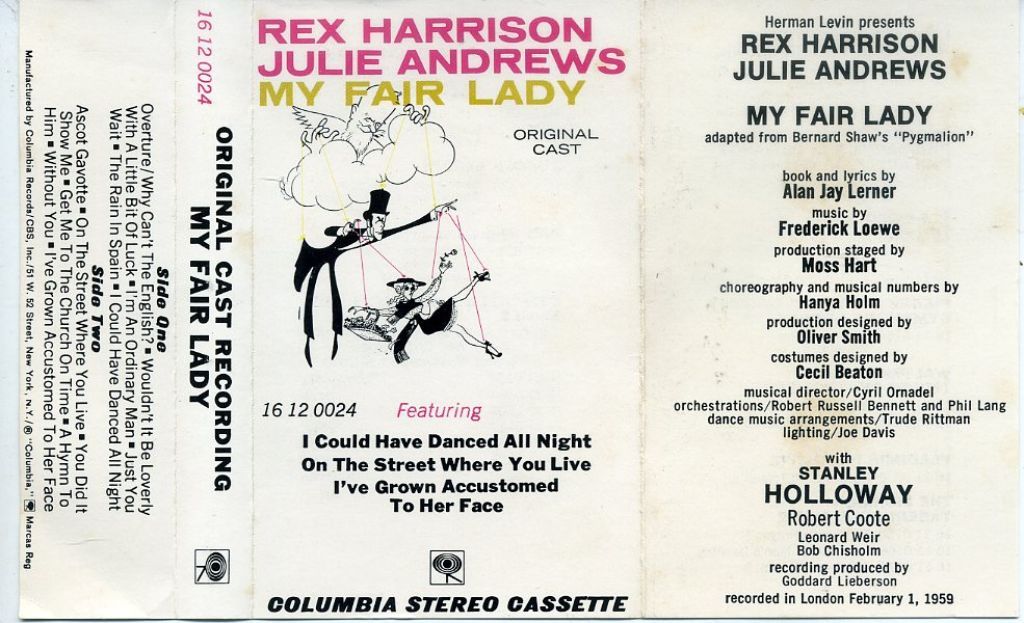 Manufactured by Columbia Records/CBS, Inc./51 W. 52 Street, New York, N.Y./® "Columbia," Marcas Reg
Side One
Overture/Why Can't The English? ▪ Wouldn't It Be Loverly
With A Little Bit Of Luck ▪ I'm An Ordinary Man ▪ Just You
Wait ▪ The Rain In Spain ▪ I Could Have Danced All Night
Side Two
Ascot Gavotte ▪ On The Street Where You Live ▪ You Did It
Show Me ▪ Get Me To The Church On Time ▪ A Hymn To
Him ▪ Without You ▪ I've Grown Accustomed To Her Face
16 12 0024
ORIGINAL CAST RECORDING
MY FAIR LADY
REX HARRISON
JULIE ANDREWS
MY FAIR LADY
ORIGINAL
CAST
16 12 0024 Featuring
I Could Have Danced All Night
On The Street Where You Live
I've Grown Accustomed
To Her Face
COLUMBIA STEREO CASSETTE
Herman Levin presents
REX HARRISON
JULIE ANDREWS
MY FAIR LADY
adapted from Bernard Shaw's "Pygmalion"
book and lyrics by
Alan Jay Lerner
music by
Frederick Loewe
production staged by
Moss Hart
choreography and musical numbers by
Hanya Holm
production designed by
Oliver Smith
costumes designed by
Cecil Beaton
musical director/Cyril Ornadel
orchestrations/Robert Russell Bennett and Phil Lang
dance music arrangements/Trude Rittman
lighting/Joe Davis
with
STANLEY
HOLLOWAY
Robert Coote
Leonard Weir
Bob Chisholm
recording produced by
Goddard Lieberson
recorded in London February 1, 1959